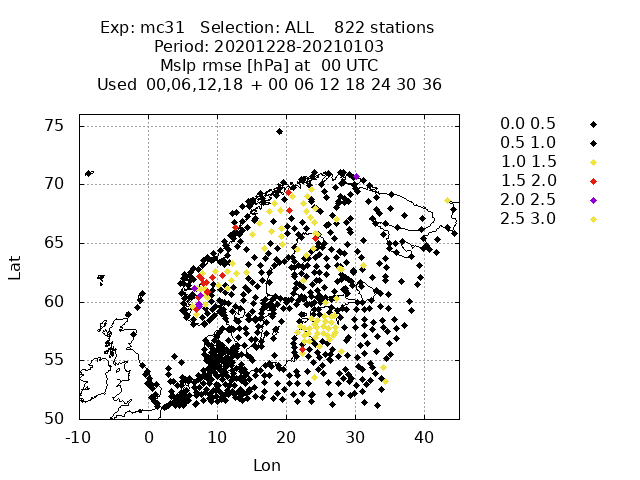 Exp: mc31 Selection: ALL 822 stations
Period: 20201228-20210103
Mslp rmse [hPa] at 00 UTC
Used 00,06,12,18 + 00 06 12 18 24 30 36
0.0 0.5
0.5 1.0
1.0 1.5
1.5 2.0
2.0 2.5
2.5 3.0
75
70
65
60
55
50
Lat
-10 0 10 20 30 40
Lon